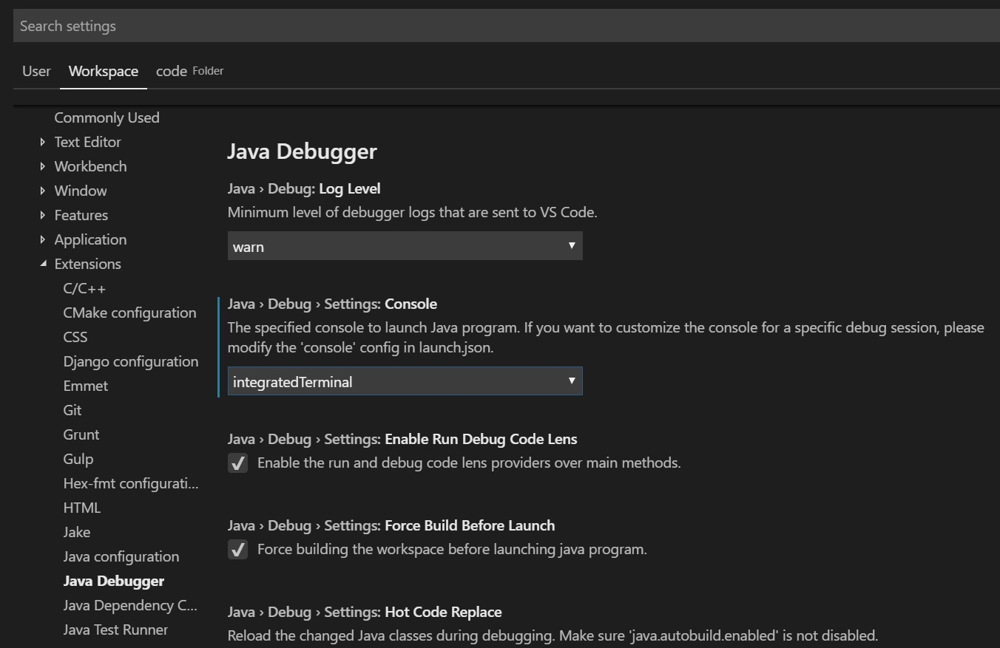 Search settings
User Workspace code Folder
Commonly Used
Text Editor
Workbench
Window
Features
Application
Extensions
C/C++
CMake configuration
CSS
Django configuration
Emmet
Git
Grunt
Gulp
Hex-fmt configurati...
HTML
Jake
Java configuration
Java Debugger
Java Dependency C...
Java Test Runner
Java Debugger
Java › Debug: Log Level
Minimum level of debugger logs that are sent to VS Code.
warn
Java › Debug › Settings: Console
The specified console to launch Java program. If you want to customize the console for a specific debug session, please
modify the 'console' config in launch.json.
integratedTerminal
Java › Debug › Settings: Enable Run Debug Code Lens
Enable the run and debug code lens providers over main methods.
Java › Debug › Settings: Force Build Before Launch
Force building the workspace before launching java program.
Java › Debug › Settings: Hot Code Replace
Reload the changed Java classes during debugging. Make sure 'java.autobuild.enabled' is not disabled.